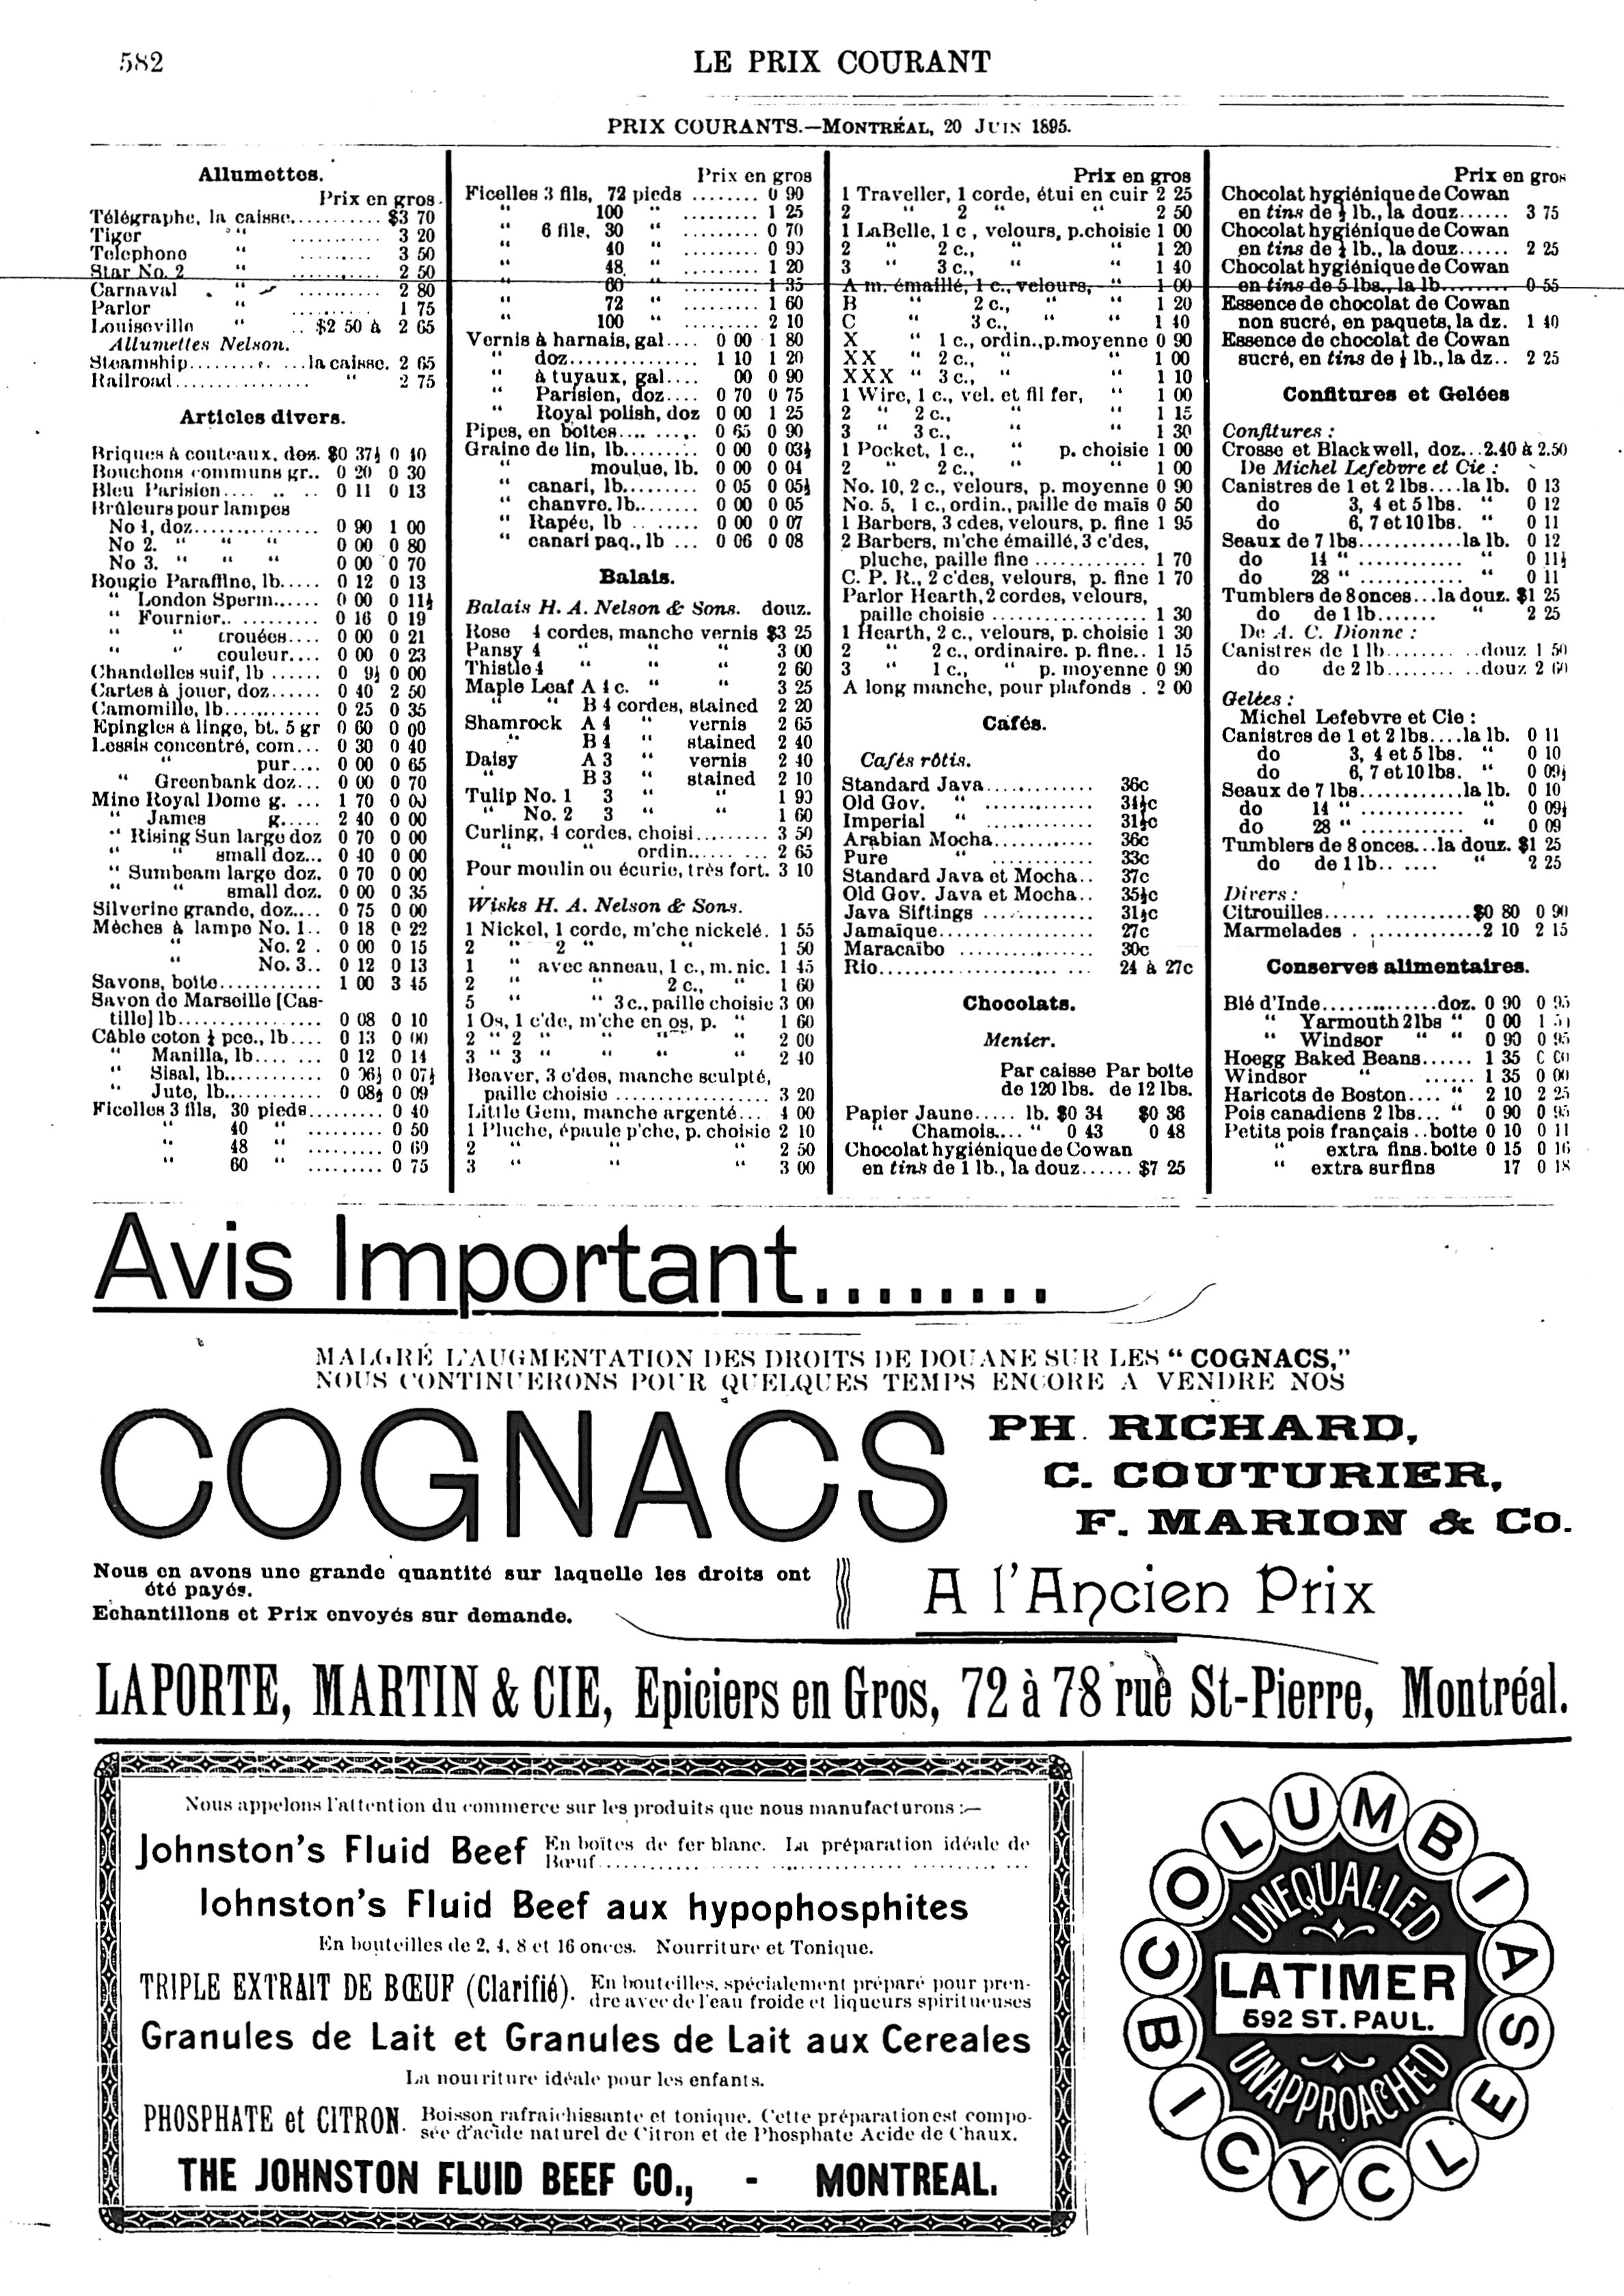 582
LE PRIX COURANT
PRIX COURANTS.—MONTRÉAL, 20 JUIN 1895.
Allumettes.
Prix en gros.
Télégraphe, la caisse........... $3 70
Tiger " ........... 3 20
Telephone " ......... 3 50
Star No. 2 " ........... 2 50
Carnaval " .......... 2 80
Parlor " .......... 1 75
Louiseville " .. $2 50 à 2 65
Allumettes Nelson.
Steamship.............la caisse. 2 65
Railroad................ " 2 75
Articles divers.
Briques à couteaux, doz. $0 37½ 0 40
Bouchons communs gr.. 0 20 0 30
Bleu Parisien.... .. .. 0 11 0 13
Brûleurs pour lampes
No 1, doz.............. 0 90 1 00
No 2. " " " 0 00 0 80
No 3. " " " 0 00 0 70
Bougie Paraffine, lb..... 0 12 0 13
" London Sperm...... 0 00 0 11½
" Fournier.. ......... 0 16 0 19
" " trouées.... 0 00 0 21
" " couleur.... 0 00 0 23
Chandelles suif, lb ...... 0 9½ 0 00
Cartes à jouer, doz...... 0 40 2 50
Camomille, lb........... 0 25 0 35
Epingles à linge, bt. 5 gr 0 60 0 00
Lessis concentré, com... 0 30 0 40
" pur.... 0 00 0 65
" Greenbank doz... 0 00 0 70
Mine Royal Dome g. ... 1 70 0 00
" James g..... 2 40 0 00
" Rising Sun large doz 0 70 0 00
" " small doz... 0 40 0 00
" Sumbeam large doz. 0 70 0 00
" " small doz. 0 00 0 35
Silverine grande, doz.... 0 75 0 00
Mèches à lampe No. 1.. 0 18 0 22
" No. 2 . 0 00 0 15
" No. 3.. 0 12 0 13
Savons, boîte............ 1 00 3 45
Savon de Marseille [Cas-
tille] lb................. 0 08 0 10
Câble coton ¼ pce., lb.... 0 13 0 00
" Manilla, lb.... ... 0 12 0 14
" Sisal, lb........... 0 06½ 0 07½
" Jute, lb........... 0 08½ 0 09
Ficelles 3 fils, 30 pieds......... 0 40
" 40 " ......... 0 50
" 48 " ......... 0 60
" 60 " ......... 0 75
Prix en gros
Ficelles 3 fils, 72 pieds ........ 0 90
" 100 " ......... 1 25
" 6 fils, 30 " ......... 0 70
" 40 " ......... 0 90
" 48 " ......... 1 20
" 60 " ......... 1 35
" 72 " ......... 1 60
" 100 " ......... 2 10
Vernis à harnais, gal.... 0 00 1 80
" doz............... 1 10 1 20
" à tuyaux, gal.... 00 0 90
" Parisien, doz.... 0 70 0 75
" Royal polish, doz 0 00 1 25
Pipes, en boîtes.... ..... 0 65 0 90
Graine de lin, lb......... 0 00 0 03½
" moulue, lb. 0 00 0 04
" canari, lb......... 0 05 0 05½
" chanvre, lb........ 0 00 0 05
" Rapée, lb ... ..... 0 00 0 07
" canari paq., lb ... 0 06 0 08
Balais.
Balais H. A. Nelson & Sons. douz.
Rose 4 cordes, manche vernis $3 25
Pansy 4 " " " 3 00
Thistle 4 " " " 2 60
Maple Leaf A 4 c. " " 3 25
" " B 4 cordes, stained 2 20
Shamrock A 4 " vernis 2 65
" B 4 " stained 2 40
Daisy A 3 " vernis 2 40
" B 3 " stained 2 10
Tulip No. 1 3 " " 1 90
" No. 2 3 " " 1 60
Curling, 4 cordes, choisi......... 3 50
" " ordin...... ... 2 65
Pour moulin ou écurie, très fort. 3 10
Wisks H. A. Nelson & Sons.
1 Nickel, 1 corde, m'che nickelé. 1 55
2 " 2 " " 1 50
1 " avec anneau, 1 c., m. nic. 1 45
2 " " 2 c., " 1 60
5 " " 3 c., paille choisie 3 00
1 Os, 1 c'de, m'che en os, p. " 1 60
2 " 2 " " " " 2 00
3 " 3 " " " " 2 40
Beaver, 3 c'des, manche sculpté,
paille choisie ................... 3 20
Little Gem, manche argenté... 4 00
1 Pluche, épaule p'che, p. choisie 2 10
2 " " " 2 50
3 " " " 3 00
Prix en gros
1 Traveller, 1 corde, étui en cuir 2 25
2 " 2 " " 2 50
1 LaBelle, 1 c , velours, p.choisie 1 00
2 " 2 c., " " 1 20
3 " 3 c., " " 1 40
A m. émaillé, 1 c., velours, " 1 00
B " 2 c., " " 1 20
C " 3 c., " " 1 40
X " 1 c., ordin.,p.moyenne 0 90
XX " 2 c., " " 1 00
XXX " 3 c., " " 1 10
1 Wire, 1 c., vel. et fil fer, " 1 00
2 " 2 c., " " 1 15
3 " 3 c., " " 1 30
1 Pocket, 1 c., " p. choisie 1 00
2 " 2 c., " " 1 00
No. 10, 2 c., velours, p. moyenne 0 90
No. 5, 1 c., ordin., paille de mais 0 50
1 Barbers, 3 cdes, velours, p. fine 1 95
2 Barbers, m'che émaillé, 3 c'des,
pluche, paille fine ............. 1 70
C. P. R., 2 c'des, velours, p. fine 1 70
Parlor Hearth, 2 cordes, velours,
paille choisie .................. 1 30
1 Hearth, 2 c., velours, p. choisie 1 30
2 " 2 c., ordinaire. p. fine.. 1 15
3 " 1 c., " p. moyenne 0 90
A long manche, pour plafonds . 2 00
Cafés.
Cafés rôtis.
Standard Java............. 36c
Old Gov. " ............. 34½c
Imperial " ............. 31½c
Arabian Mocha............ 36c
Pure " ............ 33c
Standard Java et Mocha.. 37c
Old Gov. Java et Mocha.. 35½c
Java Siftings ............. 31½c
Jamaïque.................. 27c
Maracaïbo ................ 30c
Rio..................... ... 24 à 27c
Chocolats.
Menier.
Par caisse Par boîte
de 120 lbs. de 12 lbs.
Papier Jaune..... lb. $0 34 $0 36
" Chamois.... " 0 43 0 48
Chocolat hygiénique de Cowan
en tins de 1 lb., la douz...... $7 25
Prix en gros
Chocolat hygiénique de Cowan
en tins de ½ lb., la douz...... 3 75
Chocolat hygiénique de Cowan
en tins de ¼ lb., la douz...... 2 25
Chocolat hygiénique de Cowan
en tins de 5 lbs., la lb......... 0 55
Essence de chocolat de Cowan
non sucré, en paquets, la dz. 1 40
Essence de chocolat de Cowan
sucré, en tins de ½ lb., la dz.. 2 25
Confitures et Gelées
Confitures :
Crosse et Blackwell, doz...2.40 à 2.50
De Michel Lefebvre et Cie :
Canistres de 1 et 2 lbs....la lb. 0 13
do 3, 4 et 5 lbs. " 0 12
do 6, 7 et 10 lbs. " 0 11
Seaux de 7 lbs............la lb. 0 12
do 14 " ............ " 0 11½
do 28 " ............ " 0 11
Tumblers de 8 onces...la douz. $1 25
do de 1 lb....... " 2 25
De A. C. Dionne :
Canistres de 1 lb......... ..douz 1 50
do de 2 lb......... ..douz 2 60
Gelées :
Michel Lefebvre et Cie :
Canistres de 1 et 2 lbs....la lb. 0 11
do 3, 4 et 5 lbs. " 0 10
do 6, 7 et 10 lbs. " 0 09½
Seaux de 7 lbs............la lb. 0 10
do 14 " ............ " 0 09½
do 28 " ............ " 0 09
Tumblers de 8 onces...la douz. $1 25
do de 1 lb.. .... " 2 25
Divers :
Citrouilles...... ...........$0 80 0 90
Marmelades . .............2 10 2 15
Conserves alimentaires.
Blé d'Inde..............doz. 0 90 0 95
" Yarmouth 2 lbs " 0 00 1 50
" Windsor " " 0 90 0 95
Hoegg Baked Beans...... 1 35 0 00
Windsor " ...... 1 35 0 00
Haricots de Boston.... " 2 10 2 25
Pois canadiens 2 lbs... " 0 90 0 95
Petits pois français ..boîte 0 10 0 11
" extra fins.boîte 0 15 0 16
" extra surfins 17 0 18
Avis Important........
MALGRÉ L'AUGMENTATION DES DROITS DE DOUANE SUR LES "COGNACS,"
NOUS CONTINUERONS POUR QUELQUES TEMPS ENCORE A VENDRE NOS
COGNACS
PH. RICHARD,
C. COUTURIER,
F. MARION & Co.
Nous en avons une grande quantité sur laquelle les droits ont
été payés.
Echantillons et Prix envoyés sur demande.
A l'Ancien Prix
LAPORTE, MARTIN & CIE, Epiciers en Gros, 72 à 78 rue St-Pierre, Montréal.
Nous appelons l'attention du commerce sur les produits que nous manufacturons :—
Johnston's Fluid Beef En boîtes de fer blanc. La préparation idéale de
Bœuf....................................
Iohnston's Fluid Beef aux hypophosphites
En bouteilles de 2, 4, 8 et 16 onces. Nourriture et Tonique.
TRIPLE EXTRAIT DE BŒUF (Clarifié). En bouteilles, spécialement préparé pour pren-
dre avec de l'eau froide et liqueurs spiritueuses
Granules de Lait et Granules de Lait aux Cereales
La nourriture idéale pour les enfants.
PHOSPHATE et CITRON. Boisson rafraichissante et tonique. Cette préparation est compo-
sée d'acide naturel de Citron et de Phosphate Acide de Chaux.
THE JOHNSTON FLUID BEEF CO., - MONTREAL.
COLUMBIAS
UNEQUALLED
LATIMER
592 ST. PAUL.
UNAPPROACHED
BICYCLES